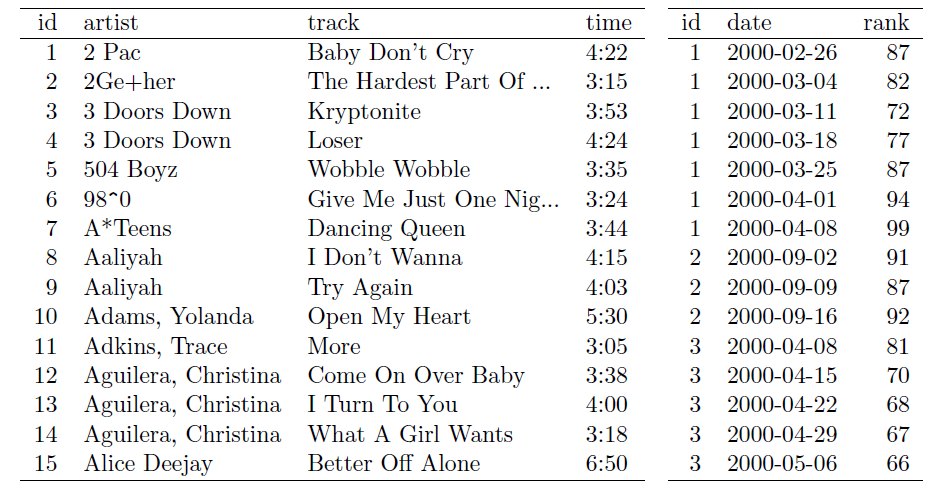 id artist track time id date rank
1 2 Pac Baby Don't Cry 4:22 1 2000-02-26 87
2 2Ge+her The Hardest Part Of ... 3:15 1 2000-03-04 82
3 3 Doors Down Kryptonite 3:53 1 2000-03-11 72
4 3 Doors Down Loser 4:24 1 2000-03-18 77
5 504 Boyz Wobble Wobble 3:35 1 2000-03-25 87
6 98^0 Give Me Just One Nig... 3:24 1 2000-04-01 94
7 A*Teens Dancing Queen 3:44 1 2000-04-08 99
8 Aaliyah I Don't Wanna 4:15 2 2000-09-02 91
9 Aaliyah Try Again 4:03 2 2000-09-09 87
10 Adams, Yolanda Open My Heart 5:30 2 2000-09-16 92
11 Adkins, Trace More 3:05 3 2000-04-08 81
12 Aguilera, Christina Come On Over Baby 3:38 3 2000-04-15 70
13 Aguilera, Christina I Turn To You 4:00 3 2000-04-22 68
14 Aguilera, Christina What A Girl Wants 3:18 3 2000-04-29 67
15 Alice Deejay Better Off Alone 6:50 3 2000-05-06 66